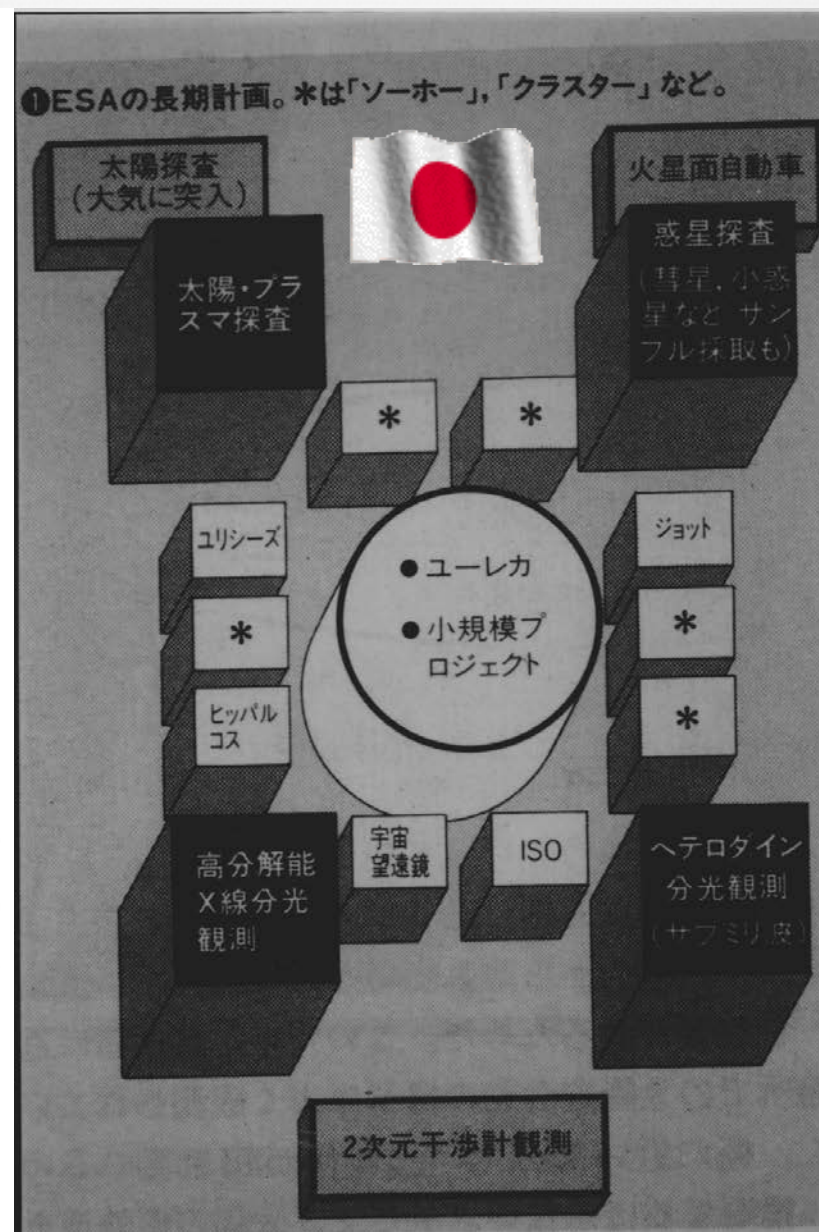 ❶ESAの長期計画。*は「ソーホー」,「クラスター」など。
太陽探査
(大気に突入)
火星面自動車
太陽・プラ
スマ探査
惑星探査
(彗星,小惑
星など サン
プル採取も)
*
*
ユリシーズ
ジョット
●ユーレカ
●小規模プ
ロジェクト
*
*
ヒッパル
コス
*
高分解能
X線分光
観測
宇宙
望遠鏡
ISO
ヘテロダイン
分光観測
2次元干渉計観測